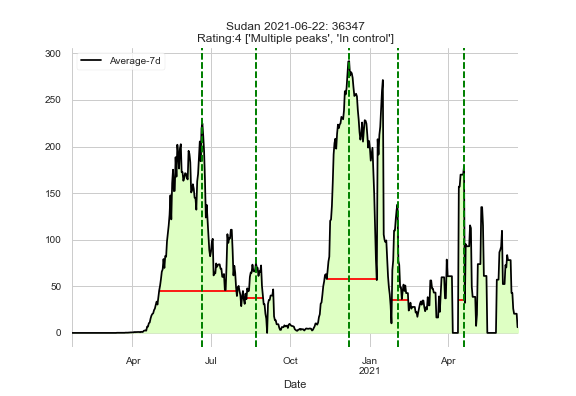 Sudan 2021-06-22: 36347
Rating:4 ['Multiple peaks', 'In control']
Average-7d
300
250
200
150
100
50
0
Apr Jul Oct Jan Apr
2021
Date